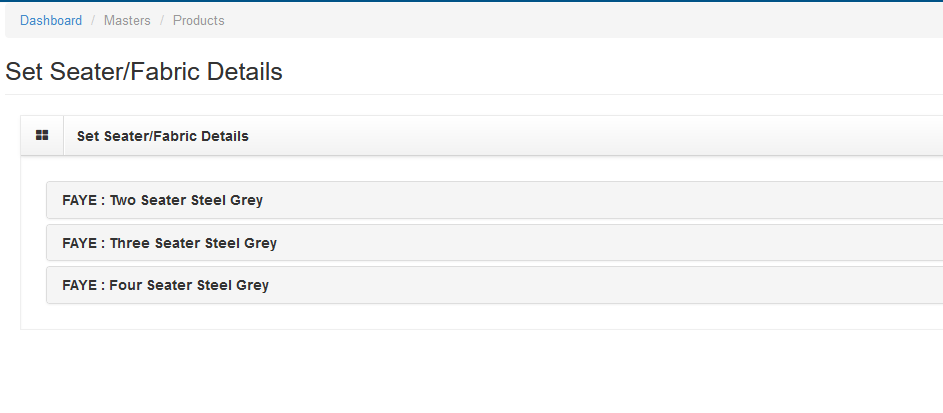 Dashboard / Masters / Products
Set Seater/Fabric Details
Set Seater/Fabric Details
FAYE : Two Seater Steel Grey
FAYE : Three Seater Steel Grey
FAYE : Four Seater Steel Grey